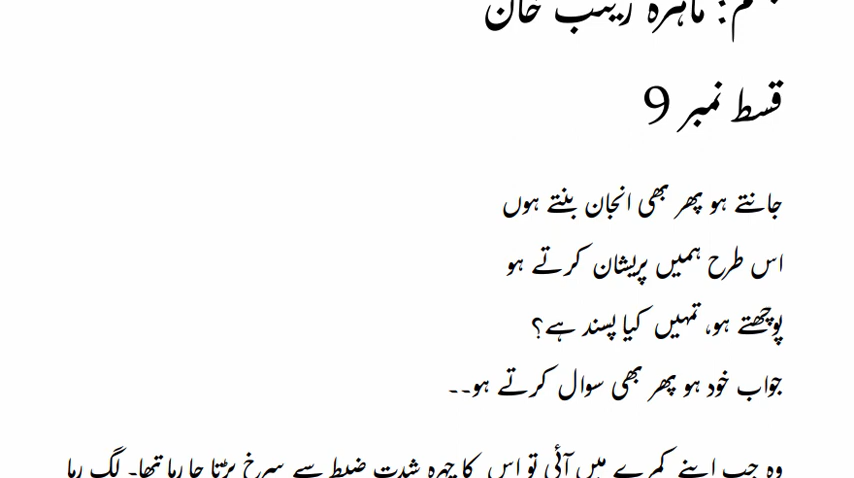 بقلم: ماہرہ زینب خان
قسط نمبر 9
جانتے ہو پھر بھی انجان بنتے ہوں
اس طرح ہمیں پریشان کرتے ہو
پوچھتے ہو، تمہیں کیا پسند ہے؟
جواب خود ہو پھر بھی سوال کرتے ہو۔۔
وہ جب اپنے کمرے میں آئی تو اس کا چہرہ شدت ضبط سے سرخ پڑتا جا رہا تھا۔ لگ رہا